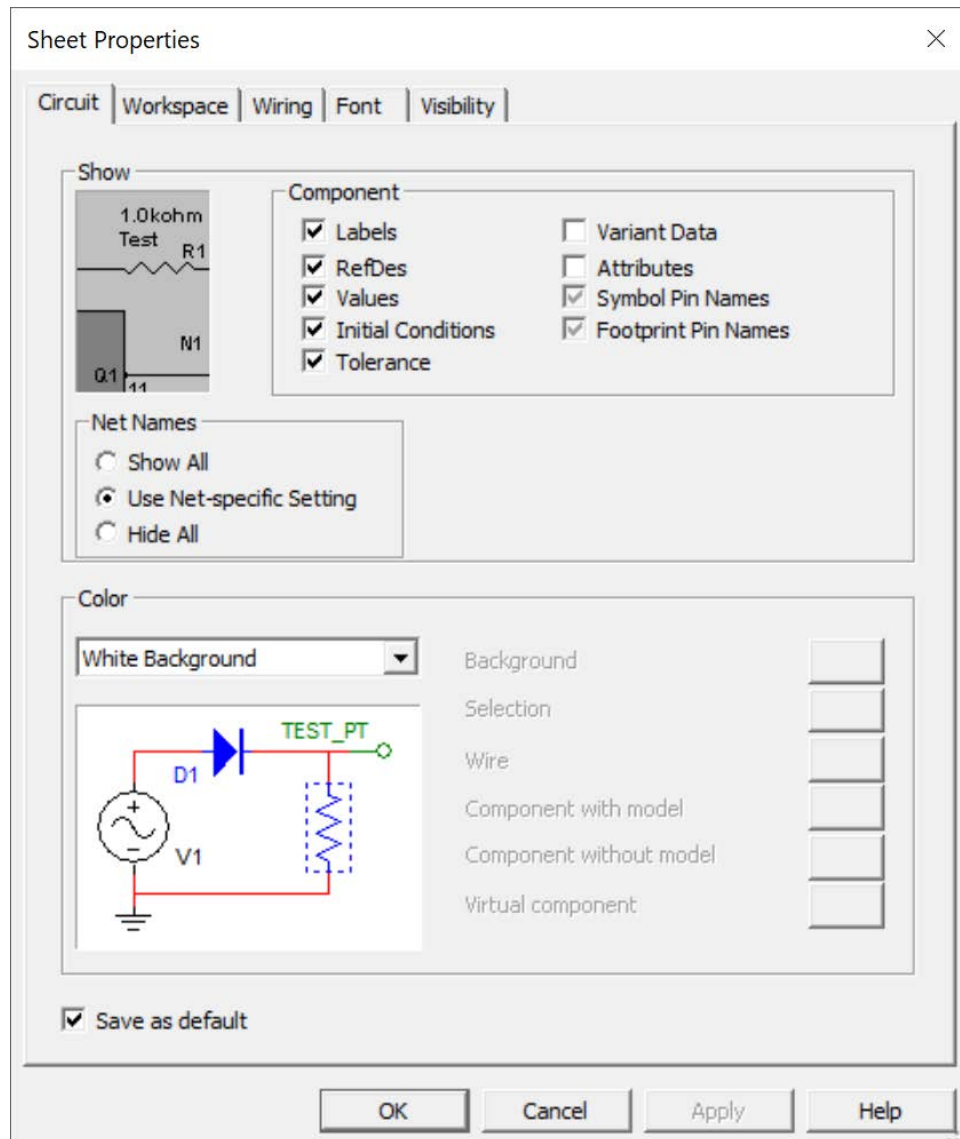 Sheet Properties
Circuit Workspace Wiring Font Visibility
Show
1.0kohm
Test R1
N1
Q1 11
Component
Labels
RefDes
Values
Initial Conditions
Tolerance
Variant Data
Attributes
Symbol Pin Names
Footprint Pin Names
Net Names
Show All
Use Net-specific Setting
Hide All
Color
White Background
TEST_PT
D1
V1
Background
Selection
Wire
Component with model
Component without model
Virtual component
Save as default
OK Cancel Apply Help